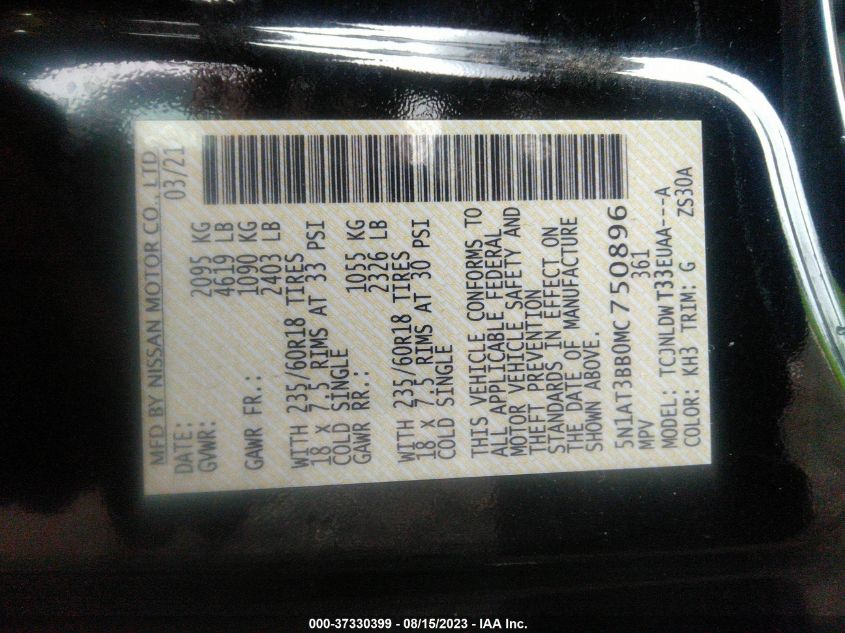 MFD BY NISSAN MOTOR CO., LTD
DATE: 03/21
GVWR: 2095 KG
4619 LB
GAWR FR.: 1090 KG
2403 LB
WITH 235/60R18 TIRES
18 X 7.5 RIMS AT 33 PSI
COLD SINGLE
GAWR RR.: 1055 KG
2326 LB
WITH 235/60R18 TIRES
18 X 7.5 RIMS AT 30 PSI
COLD SINGLE
THIS VEHICLE CONFORMS TO
ALL APPLICABLE FEDERAL
MOTOR VEHICLE SAFETY AND
THEFT PREVENTION
STANDARDS IN EFFECT ON
THE DATE OF MANUFACTURE
SHOWN ABOVE.
5N1AT3BB0MC750896
MPV 361
MODEL: TCJNLDWT33EUAA---A
COLOR: KH3 TRIM: G ZS30A
000-37330399 - 08/15/2023 - IAA Inc.